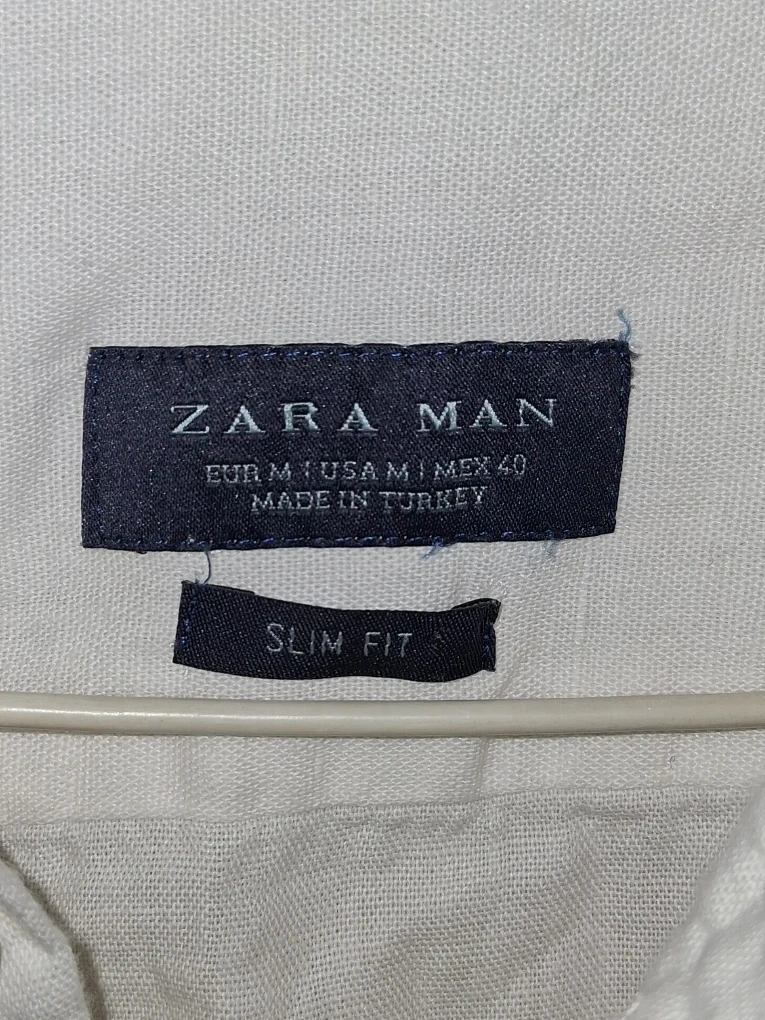 ZARA MAN
EUR M | USA M | MEX 40
MADE IN TURKEY
SLIM FIT